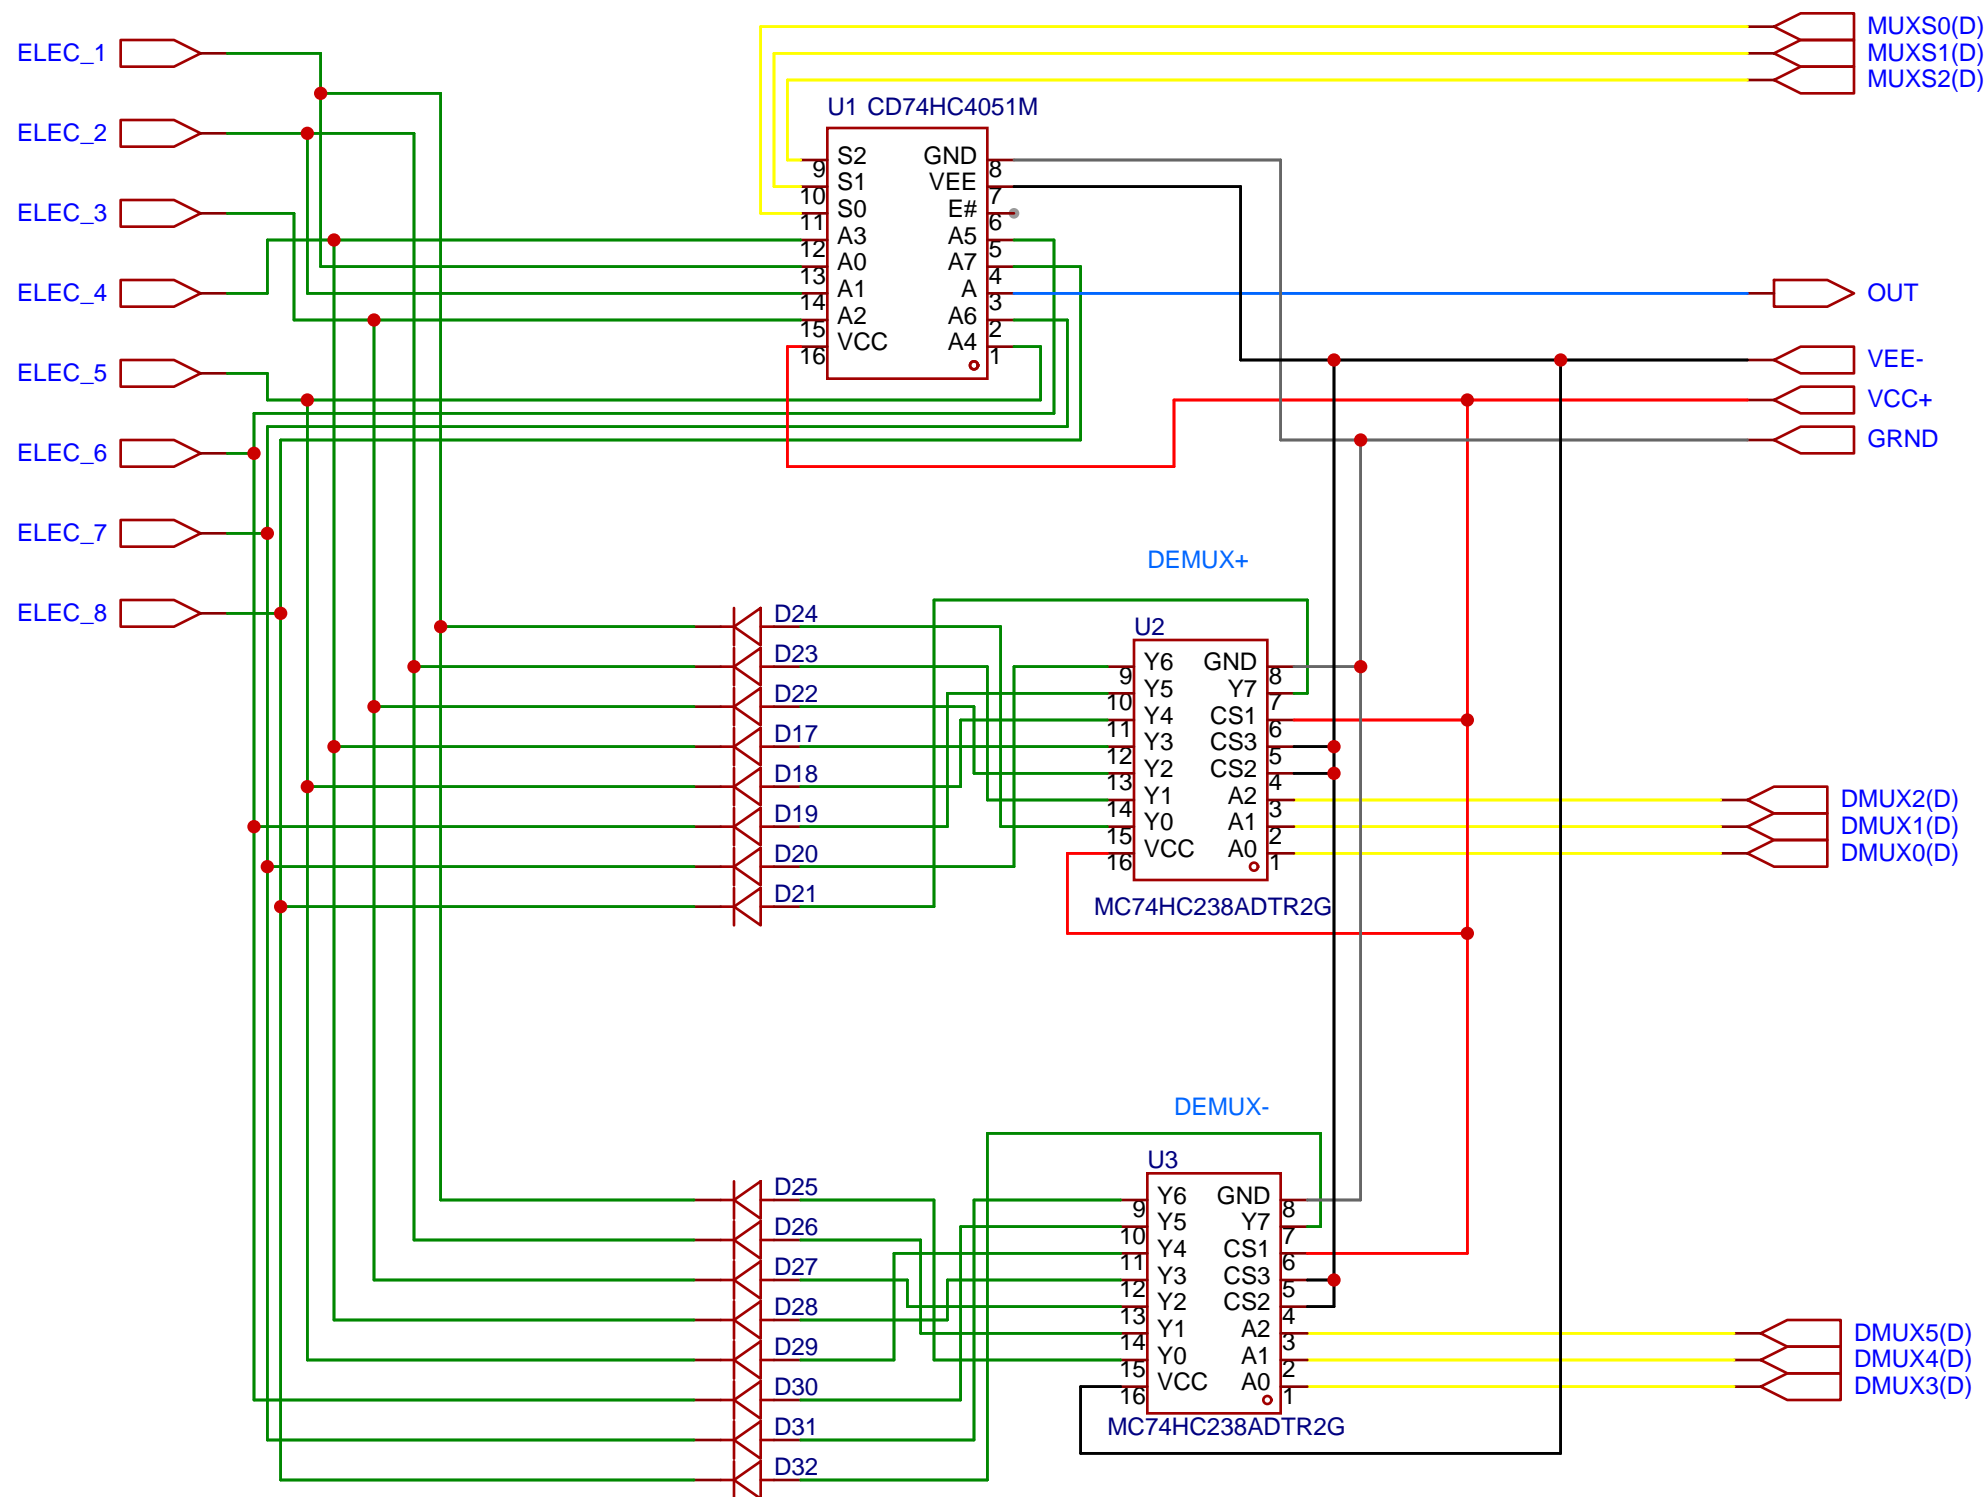 MUXS0(D)
ELEC_1
MUXS1(D)
MUXS2(D)
U1 CD74HC4051M
ELEC_2
S2 GND
9 8
S1 VEE
10 7
ELEC_3
S0 E#
11 6
A3 A5
12 5
A0 A7
13 4
ELEC_4
A1 A
OUT
14 3
A2 A6
15 2
VCC A4
16 1
VEE-
ELEC_5
VCC+
GRND
ELEC_6
ELEC_7
DEMUX+
ELEC_8
D24
U2
D23
Y6 GND
9 8
Y5 Y7
D22
10 7
Y4 CS1
11 6
D17
Y3 CS3
12 5
Y2 CS2
D18
13 4
Y1 A2
DMUX2(D)
14 3
D19
Y0 A1
DMUX1(D)
15 2
VCC A0
DMUX0(D)
D20
16 1
D21
MC74HC238ADTR2G
DEMUX-
U3
D25
Y6 GND
9 8
Y5 Y7
D26
10 7
Y4 CS1
11 6
D27
Y3 CS3
12 5
Y2 CS2
D28
13 4
Y1 A2
DMUX5(D)
14 3
D29
Y0 A1
DMUX4(D)
15 2
VCC A0
DMUX3(D)
D30
16 1
D31
MC74HC238ADTR2G
D32